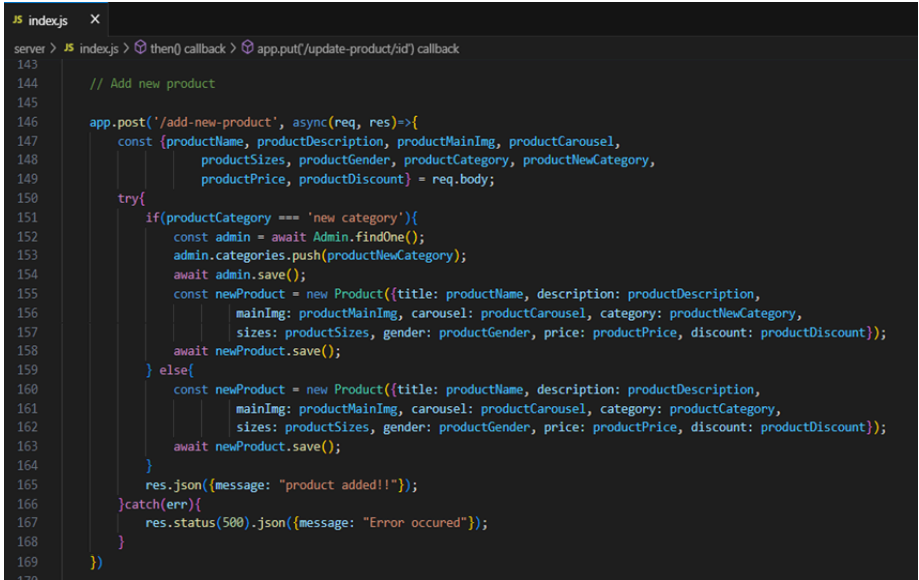 JS index.js X
server > JS index.js > then() callback > app.put('/update-product/:id') callback
143
144 // Add new product
145
146 app.post('/add-new-product', async(req, res)=>{
147 const {productName, productDescription, productMainImg, productCarousel,
148 productSizes, productGender, productCategory, productNewCategory,
149 productPrice, productDiscount} = req.body;
150 try{
151 if(productCategory === 'new category'){
152 const admin = await Admin.findOne();
153 admin.categories.push(productNewCategory);
154 await admin.save();
155 const newProduct = new Product({title: productName, description: productDescription,
156 mainImg: productMainImg, carousel: productCarousel, category: productNewCategory,
157 sizes: productSizes, gender: productGender, price: productPrice, discount: productDiscount});
158 await newProduct.save();
159 } else{
160 const newProduct = new Product({title: productName, description: productDescription,
161 mainImg: productMainImg, carousel: productCarousel, category: productCategory,
162 sizes: productSizes, gender: productGender, price: productPrice, discount: productDiscount});
163 await newProduct.save();
164 }
165 res.json({message: "product added!!"});
166 }catch(err){
167 res.status(500).json({message: "Error occured"});
168 }
169 })
170